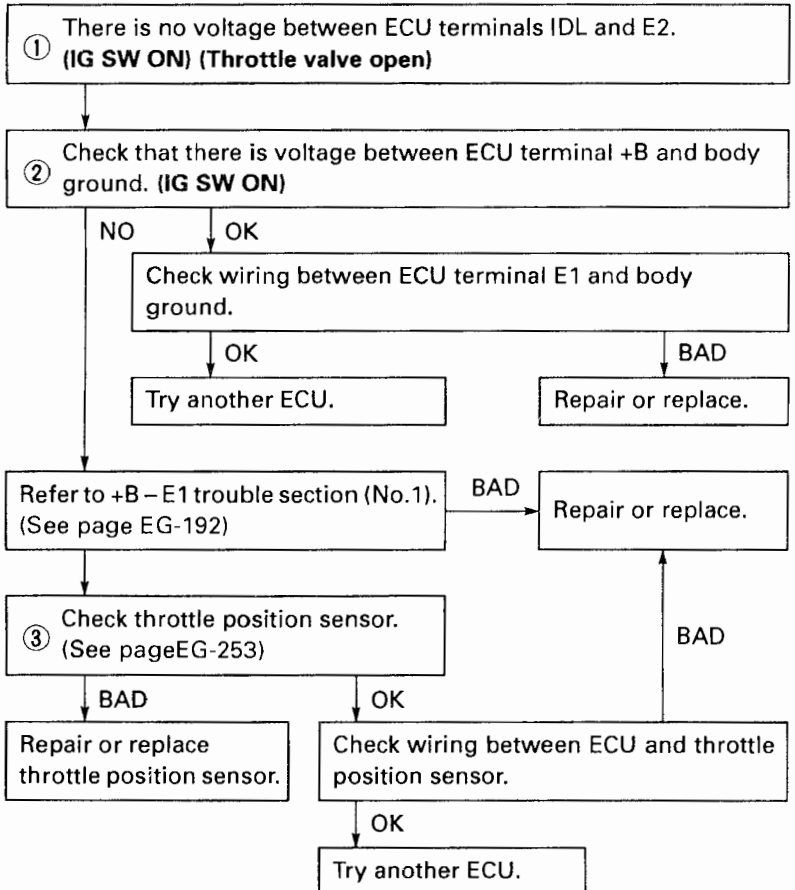 ① There is no voltage between ECU terminals IDL and E2.
(IG SW ON) (Throttle valve open)
② Check that there is voltage between ECU terminal +B and body
ground. (IG SW ON)
NO
OK
Check wiring between ECU terminal E1 and body
ground.
OK
BAD
Try another ECU.
Repair or replace.
Refer to +B – E1 trouble section (No.1).
(See page EG-192)
BAD
Repair or replace.
③ Check throttle position sensor.
(See pageEG-253)
BAD
BAD
OK
Repair or replace
throttle position sensor.
Check wiring between ECU and throttle
position sensor.
OK
Try another ECU.